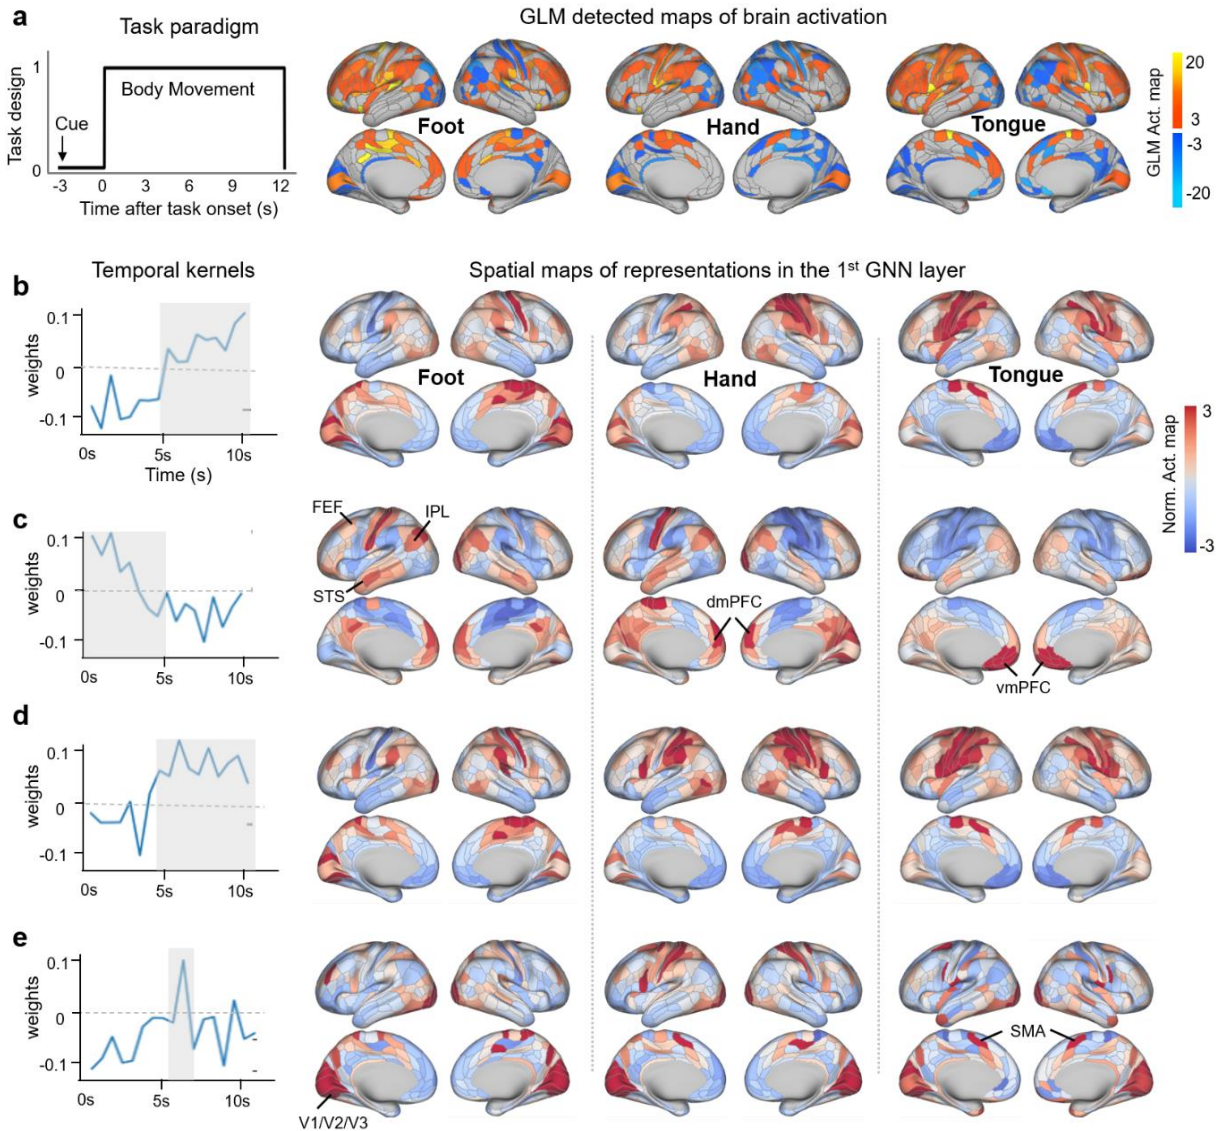 a
Task paradigm
GLM detected maps of brain activation
Task design
1
0
Body Movement
Cue
-3 0 3 6 9 12
Time after task onset (s)
Foot
Hand
Tongue
20
3
-3
-20
GLM Act. map
Temporal kernels
Spatial maps of representations in the 1st GNN layer
b
weights
0.1
0
-0.1
0s 5s 10s
Time (s)
Foot
Hand
Tongue
3
-3
Norm. Act. map
c
weights
0.1
0
-0.1
0s 5s 10s
FEF
IPL
STS
dmPFC
vmPFC
d
weights
0.1
0
-0.1
0s 5s 10s
e
weights
0.1
0
-0.1
0s 5s 10s
V1/V2/V3
SMA